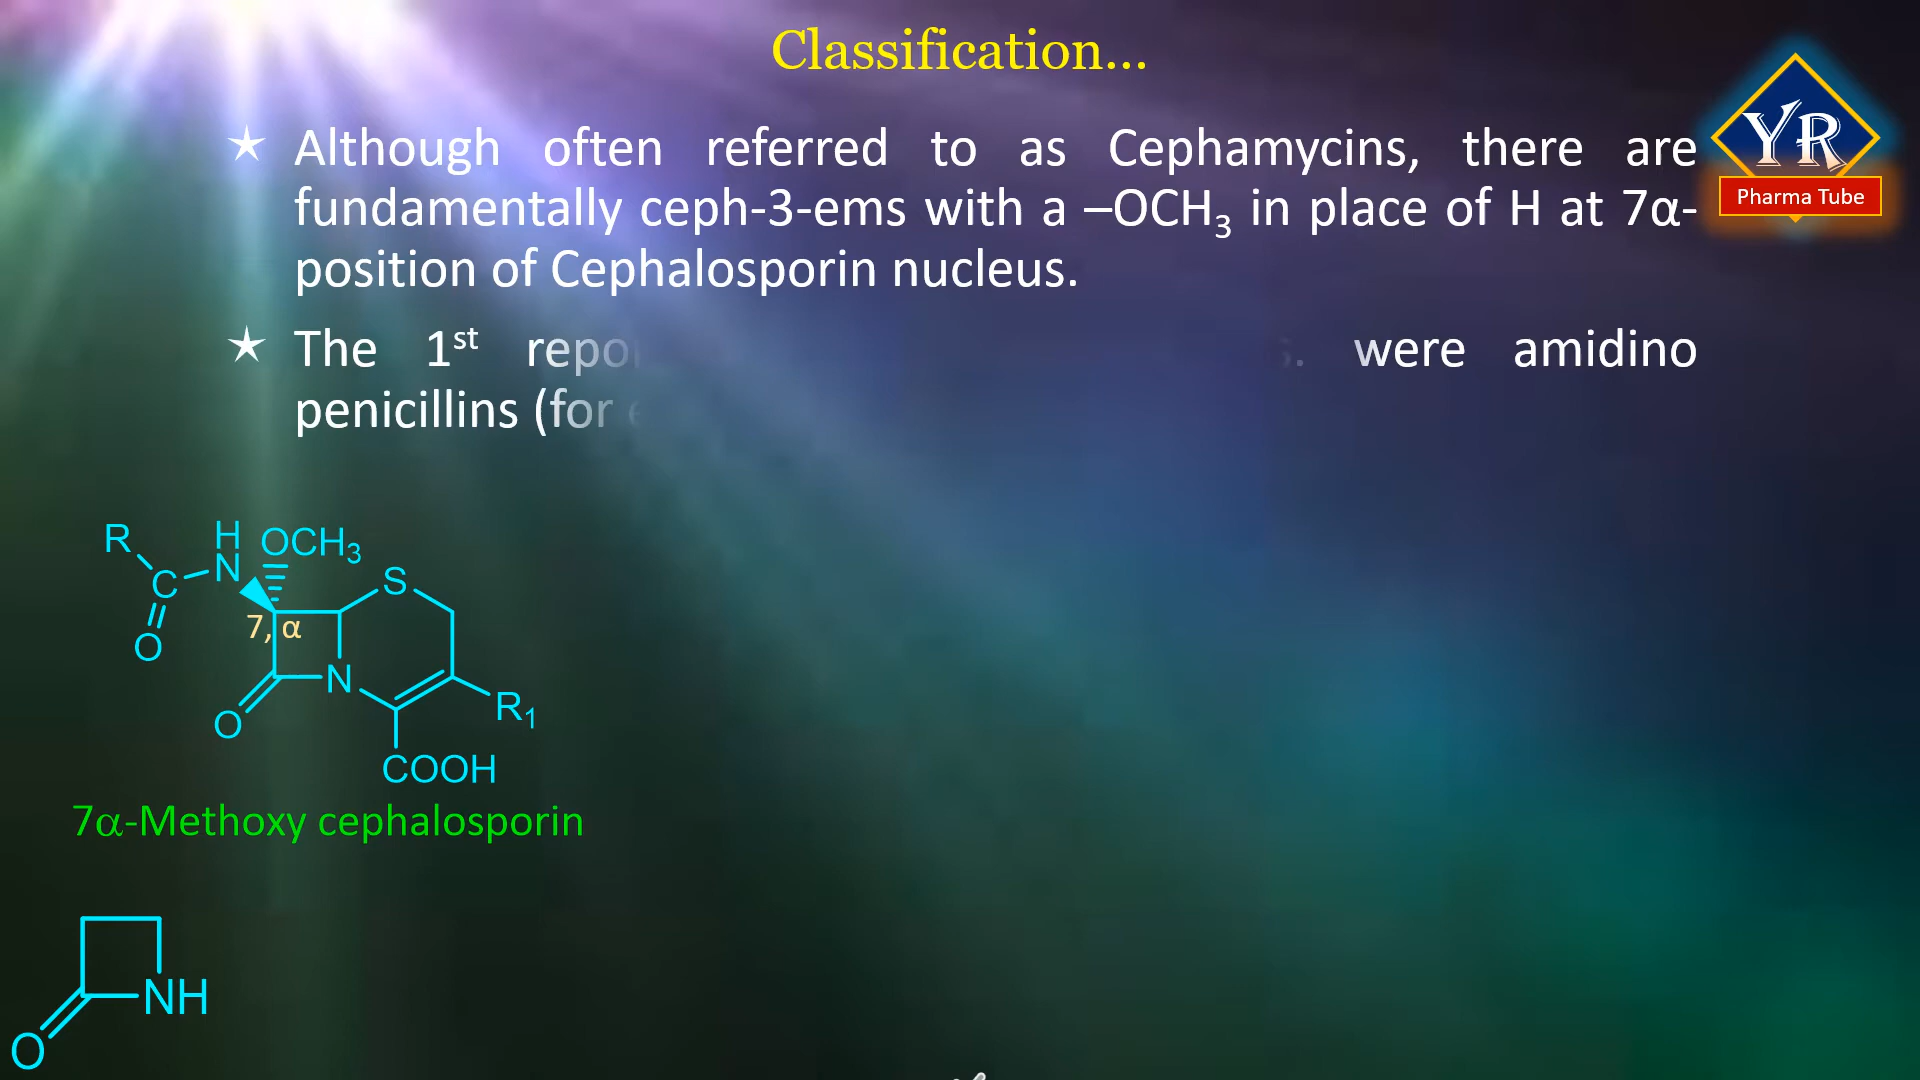 Classification...
YR
Pharma Tube
★ Although often referred to as Cephamycins, there are
fundamentally ceph-3-ems with a –OCH₃ in place of H at 7α-
position of Cephalosporin nucleus.
★ The 1st were amidino
penicillins (for
R
H
N
OCH₃
C
S
O
7, α
N
O
R₁
COOH
7α-Methoxy cephalosporin
NH
O